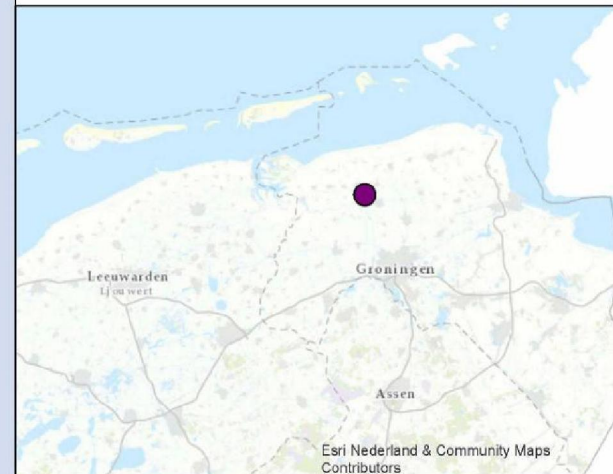 Leeuwarden
Ljouwert
Groningen
Assen
Esri Nederland & Community Maps
Contributors